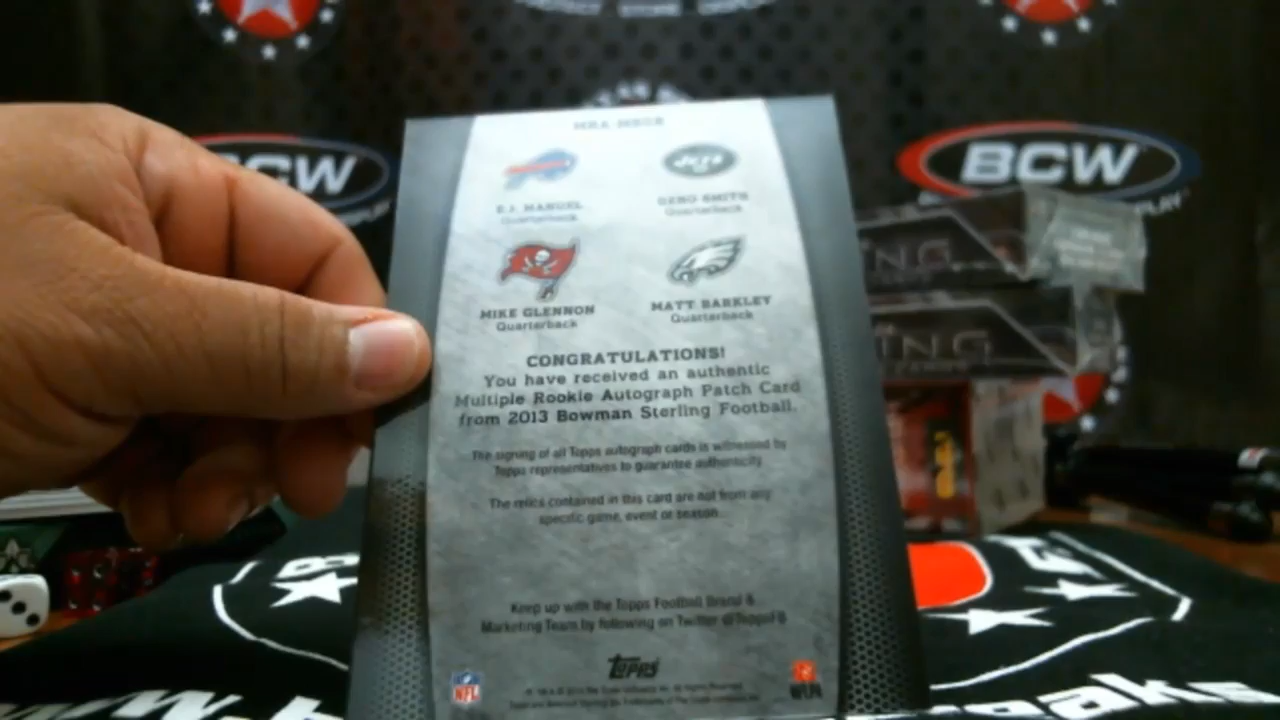 BCW
BCW
JETS
E.J. MANUEL
Quarterback
GENO SMITH
Quarterback
MIKE GLENNON
Quarterback
MATT BARKLEY
Quarterback
CONGRATULATIONS!
You have received an authentic
Multiple Rookie Autograph Patch Card
from 2013 Bowman Sterling Football.
The signing of all Topps autograph cards is witnessed by
Topps representatives to guarantee authenticity.
The relics contained in this card are not from any
specific game, event or season.
Keep up with the Topps Football Brand &
Marketing Team by following on Twitter
Topps
NFL